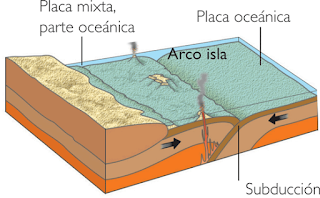 Placa mixta,
parte oceánica
Placa oceánica
Arco isla
Subducción